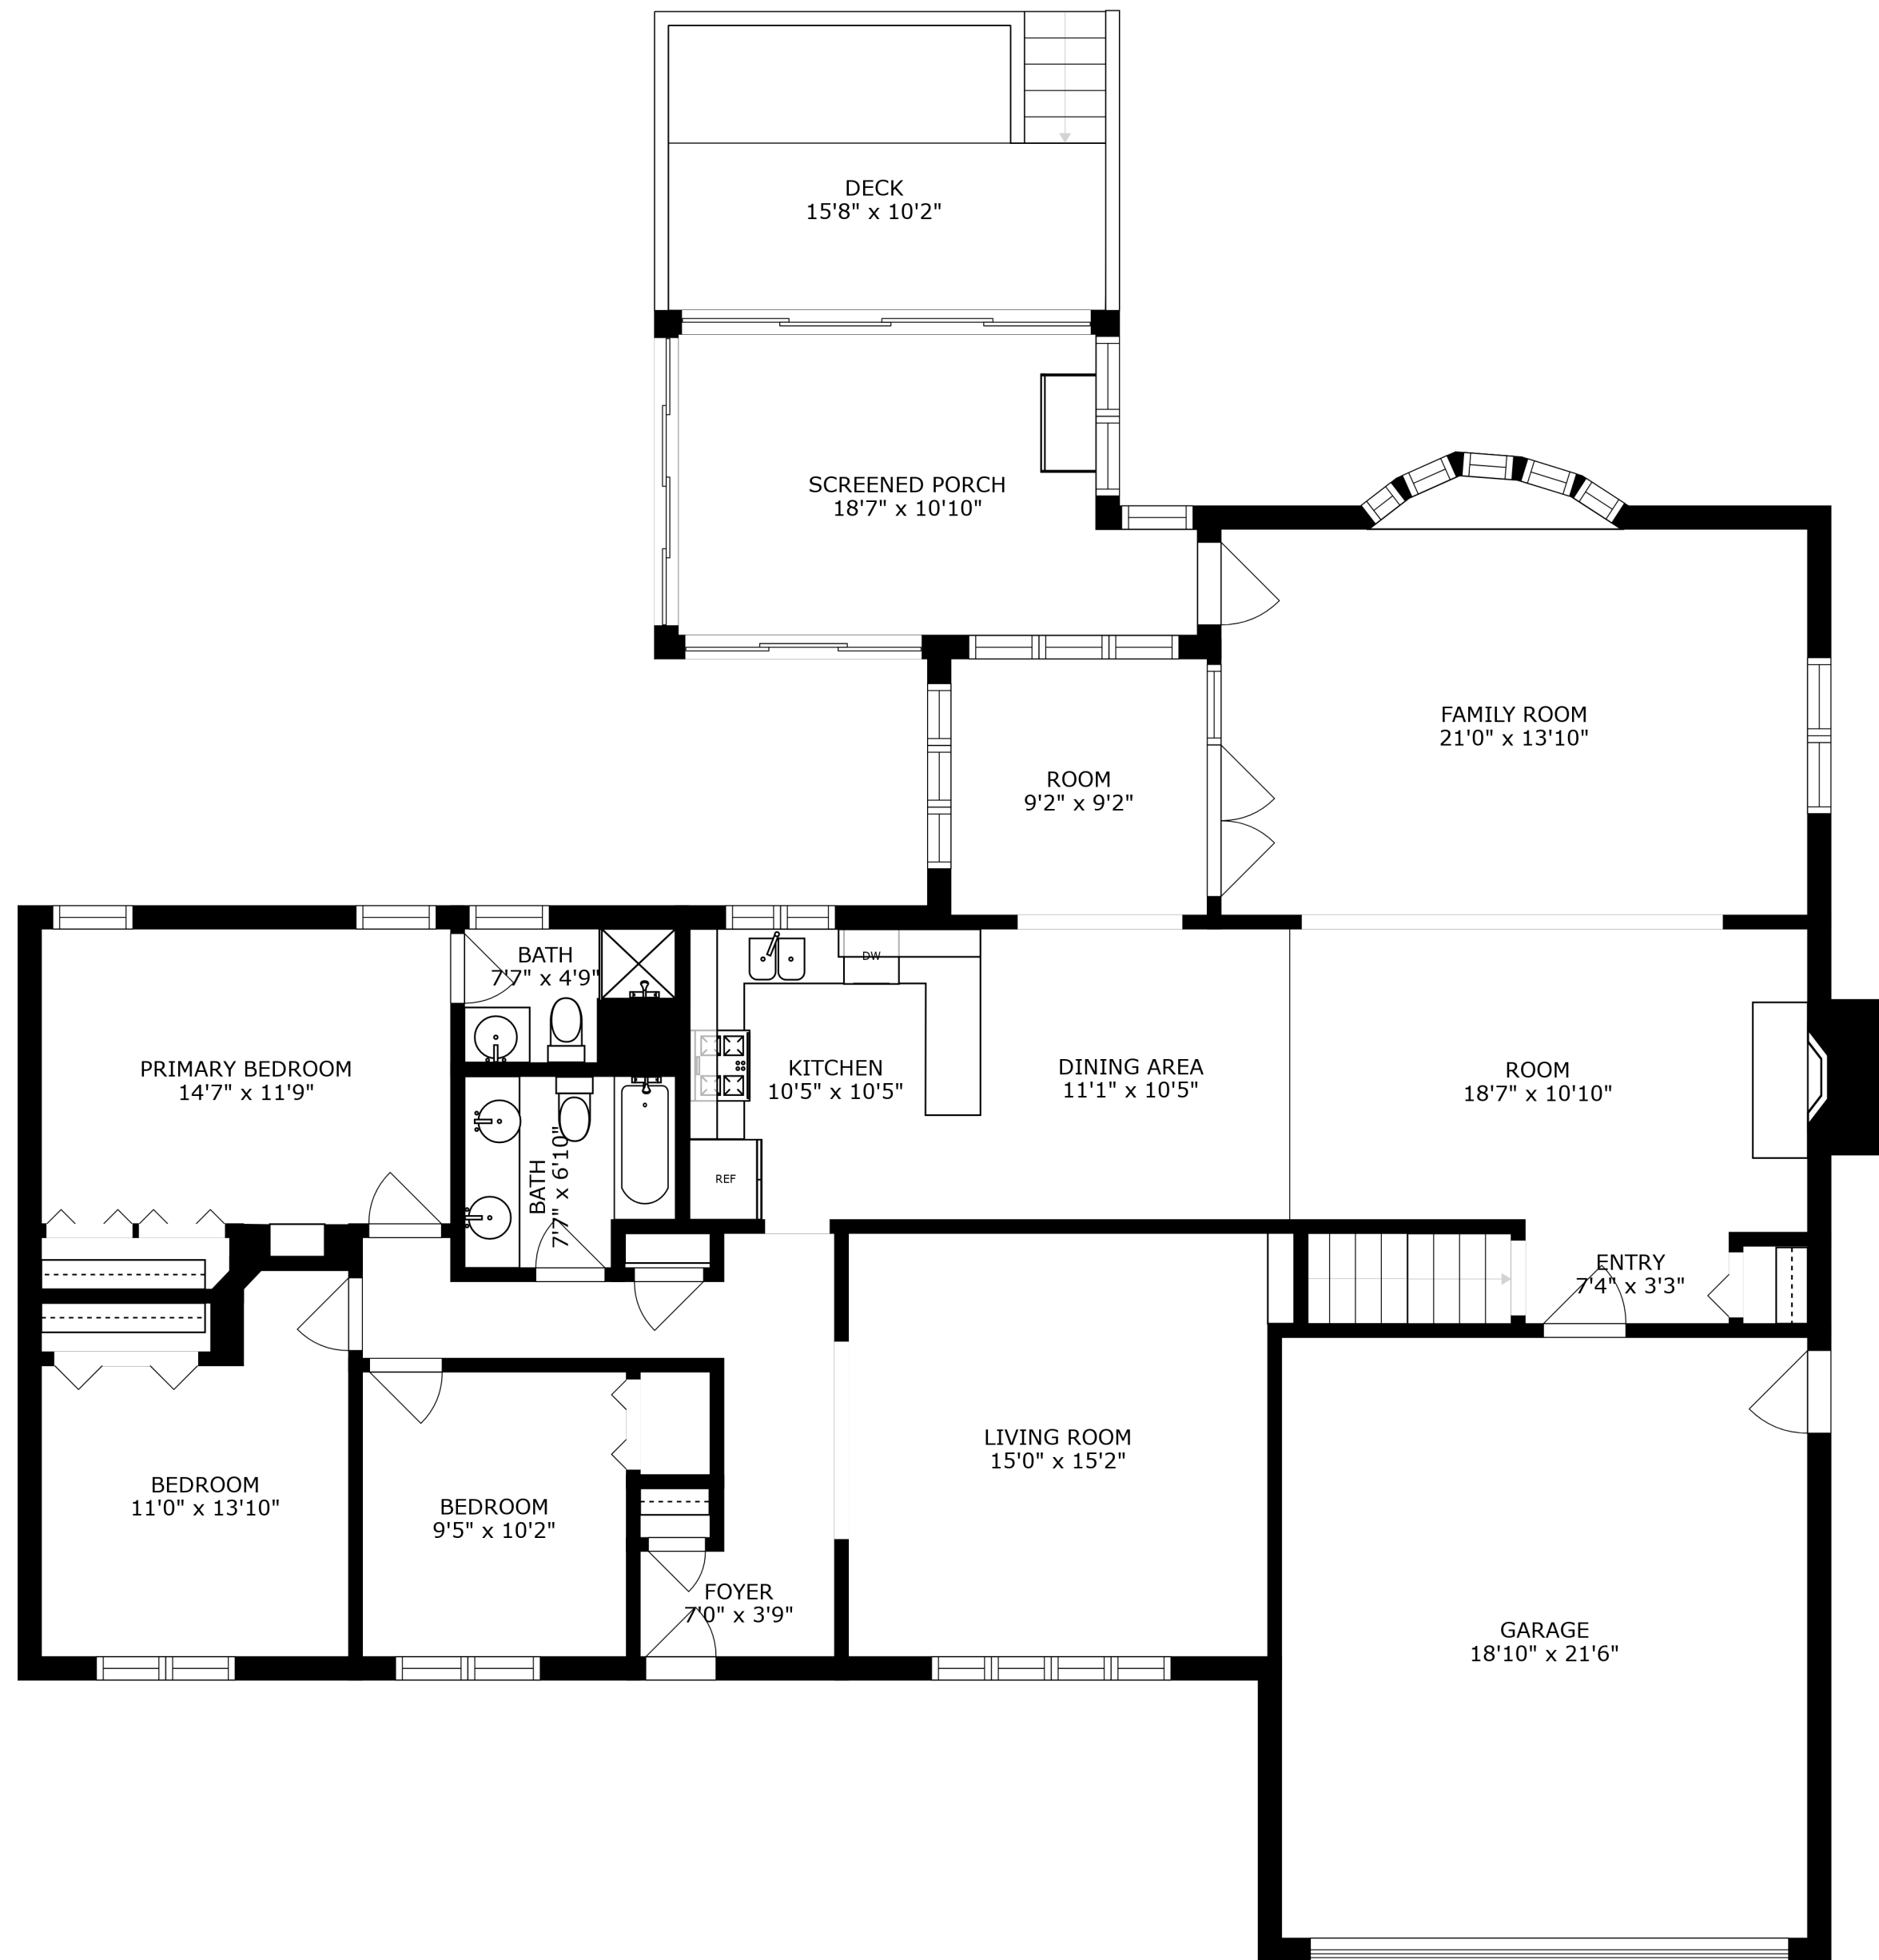 DECK
15'8" x 10'2"
SCREENED PORCH
18'7" x 10'10"
FAMILY ROOM
21'0" x 13'10"
ROOM
9'2" x 9'2"
BATH
7'7" x 4'9"
DW
PRIMARY BEDROOM
14'7" x 11'9"
KITCHEN
10'5" x 10'5"
DINING AREA
11'1" x 10'5"
ROOM
18'7" x 10'10"
BATH
7'7" x 6'10"
REF
ENTRY
7'4" x 3'3"
LIVING ROOM
15'0" x 15'2"
BEDROOM
11'0" x 13'10"
BEDROOM
9'5" x 10'2"
FOYER
7'0" x 3'9"
GARAGE
18'10" x 21'6"